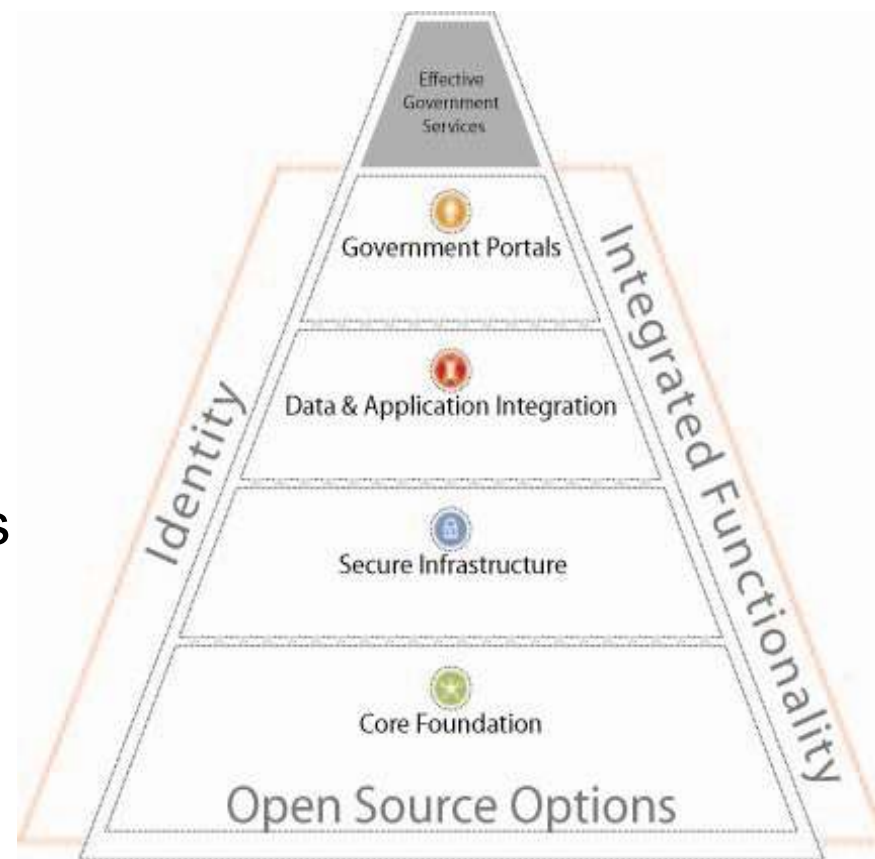 Effective
Government
Services
Government Portals
Data & Application Integration
Secure Infrastructure
Core Foundation
Open Source Options
Identity
Integrated Functionality
s